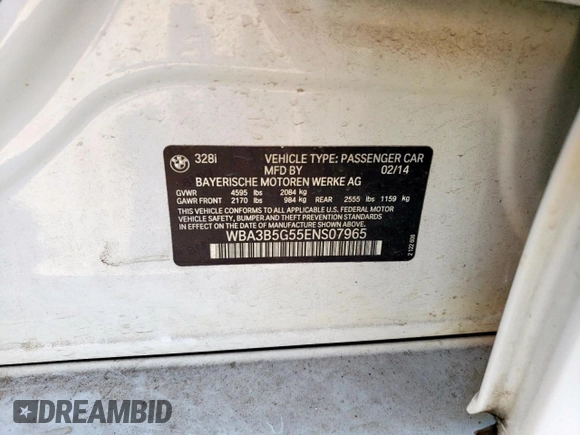 328i VEHICLE TYPE: PASSENGER CAR
MFD BY 02/14
BAYERISCHE MOTOREN WERKE AG
GVWR 4595 lbs 2084 kg
GAWR FRONT 2170 lbs 984 kg REAR 2555 lbs 1159 kg
THIS VEHICLE CONFORMS TO ALL APPLICABLE U.S. FEDERAL MOTOR
VEHICLE SAFETY, BUMPER, AND THEFT PREVENTION STANDARDS
IN EFFECT ON THE DATE OF MANUFACTURE SHOWN ABOVE.
WBA3B5G55ENS07965
DREAMBID